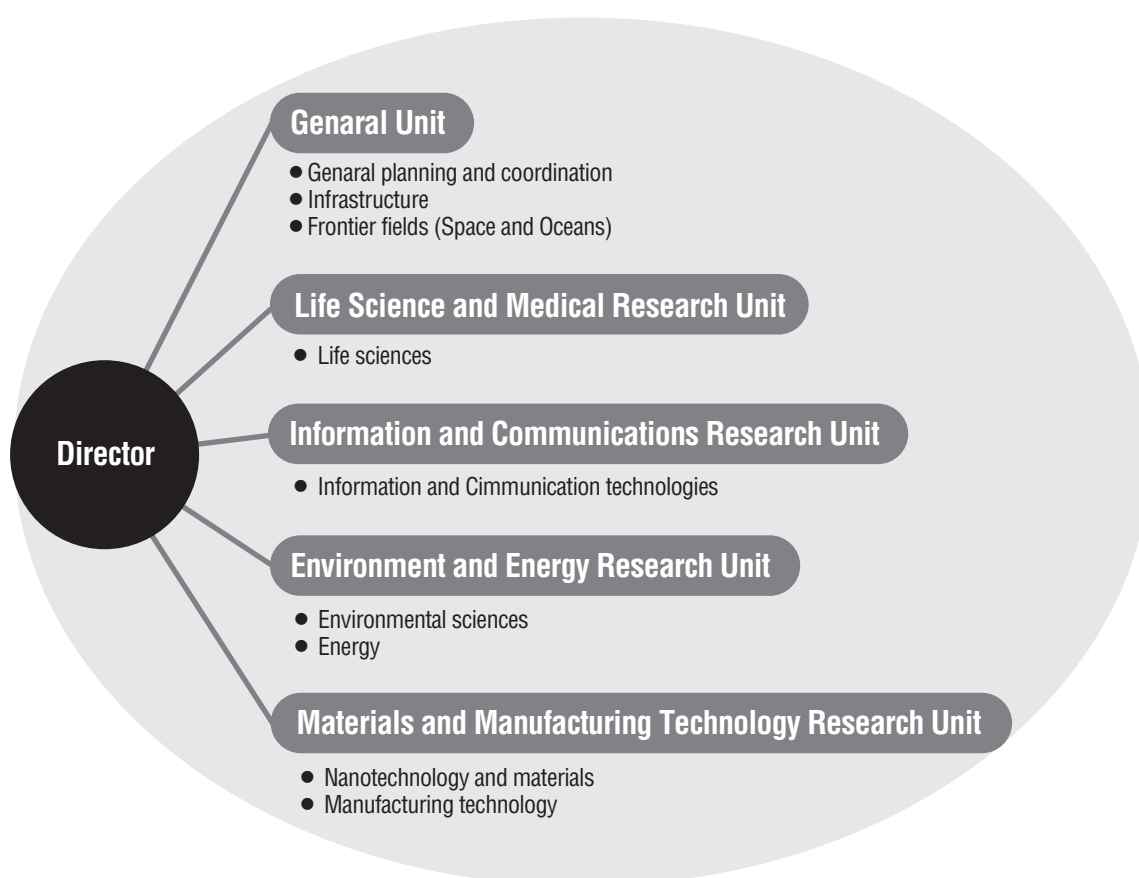 Genaral Unit
● Genaral planning and coordination
● Infrastructure
● Frontier fields (Space and Oceans)
Life Science and Medical Research Unit
● Life sciences
Information and Communications Research Unit
● Information and Cimmunication technologies
Director
Environment and Energy Research Unit
● Environmental sciences
● Energy
Materials and Manufacturing Technology Research Unit
● Nanotechnology and materials
● Manufacturing technology